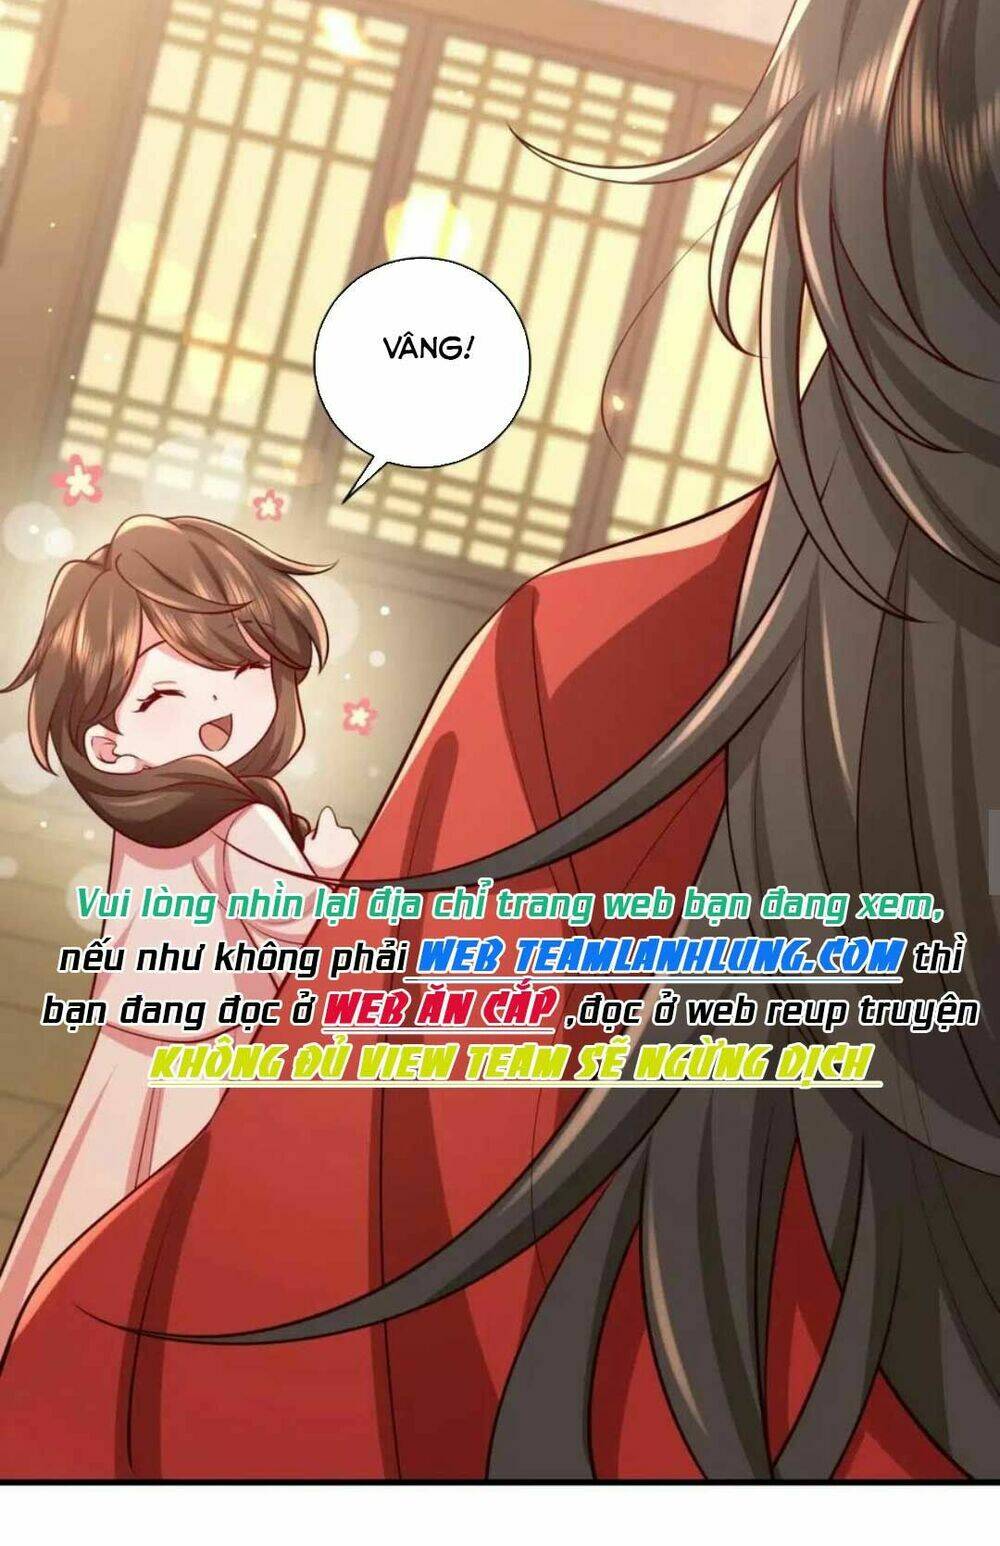 VÂNG!
Vui lòng nhìn lại địa chỉ trang web bạn đang xem,
nếu như không phải WEB TEAMLANHLUNG.COM thì
bạn đang đọc ở WEB ĂN CẮP ,đọc ở web reup truyện
KHÔNG ĐỦ VIEW TEAM SẼ NGỪNG DỊCH